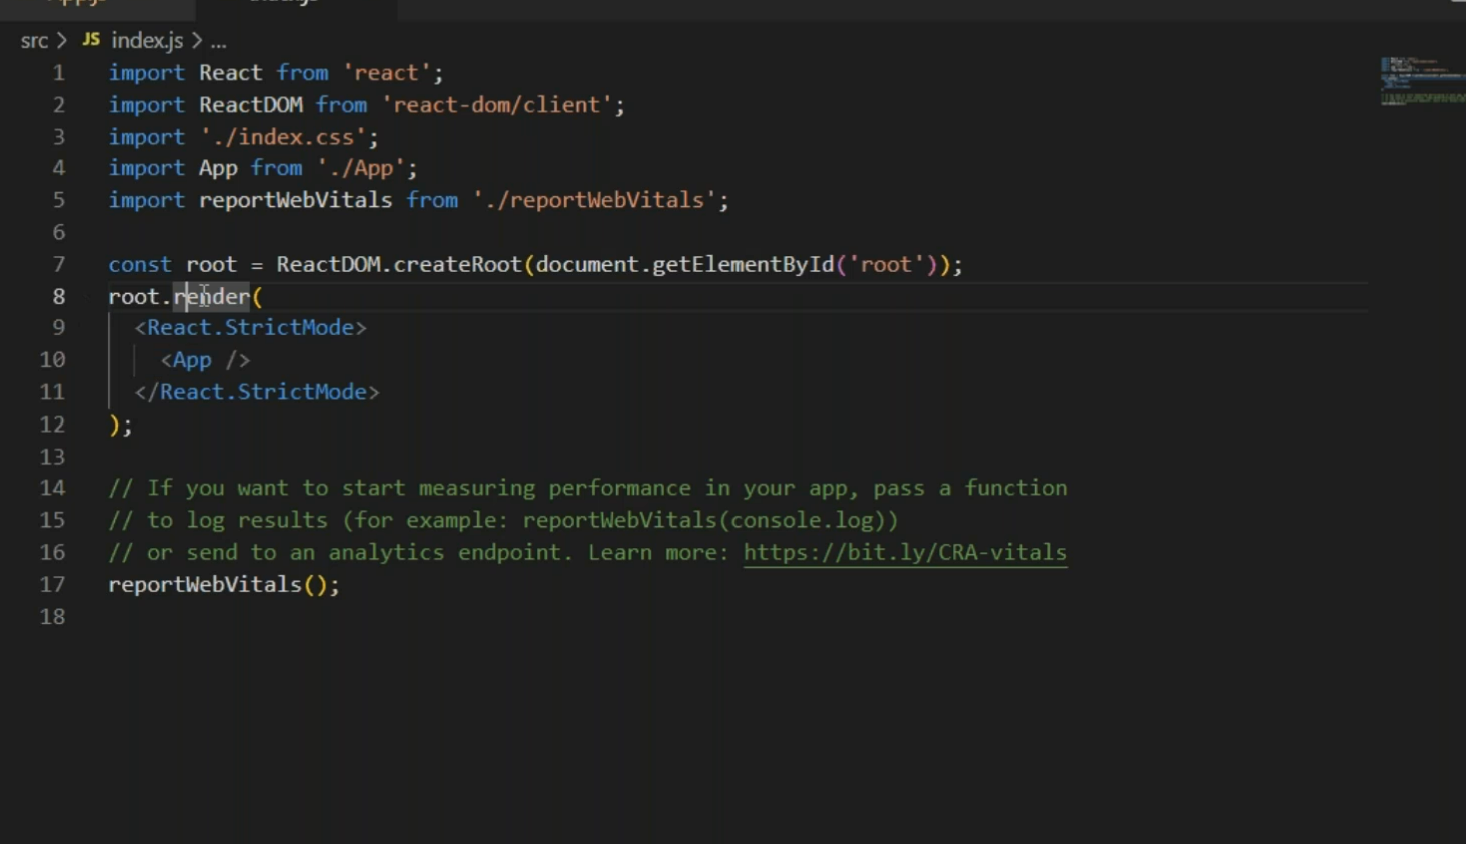 src > JS index.js > ...
1 import React from 'react';
2 import ReactDOM from 'react-dom/client';
3 import './index.css';
4 import App from './App';
5 import reportWebVitals from './reportWebVitals';
6
7 const root = ReactDOM.createRoot(document.getElementById('root'));
8 root.render(
9   <React.StrictMode>
10     <App />
11   </React.StrictMode>
12 );
13
14 // If you want to start measuring performance in your app, pass a function
15 // to log results (for example: reportWebVitals(console.log))
16 // or send to an analytics endpoint. Learn more: https://bit.ly/CRA-vitals
17 reportWebVitals();
18